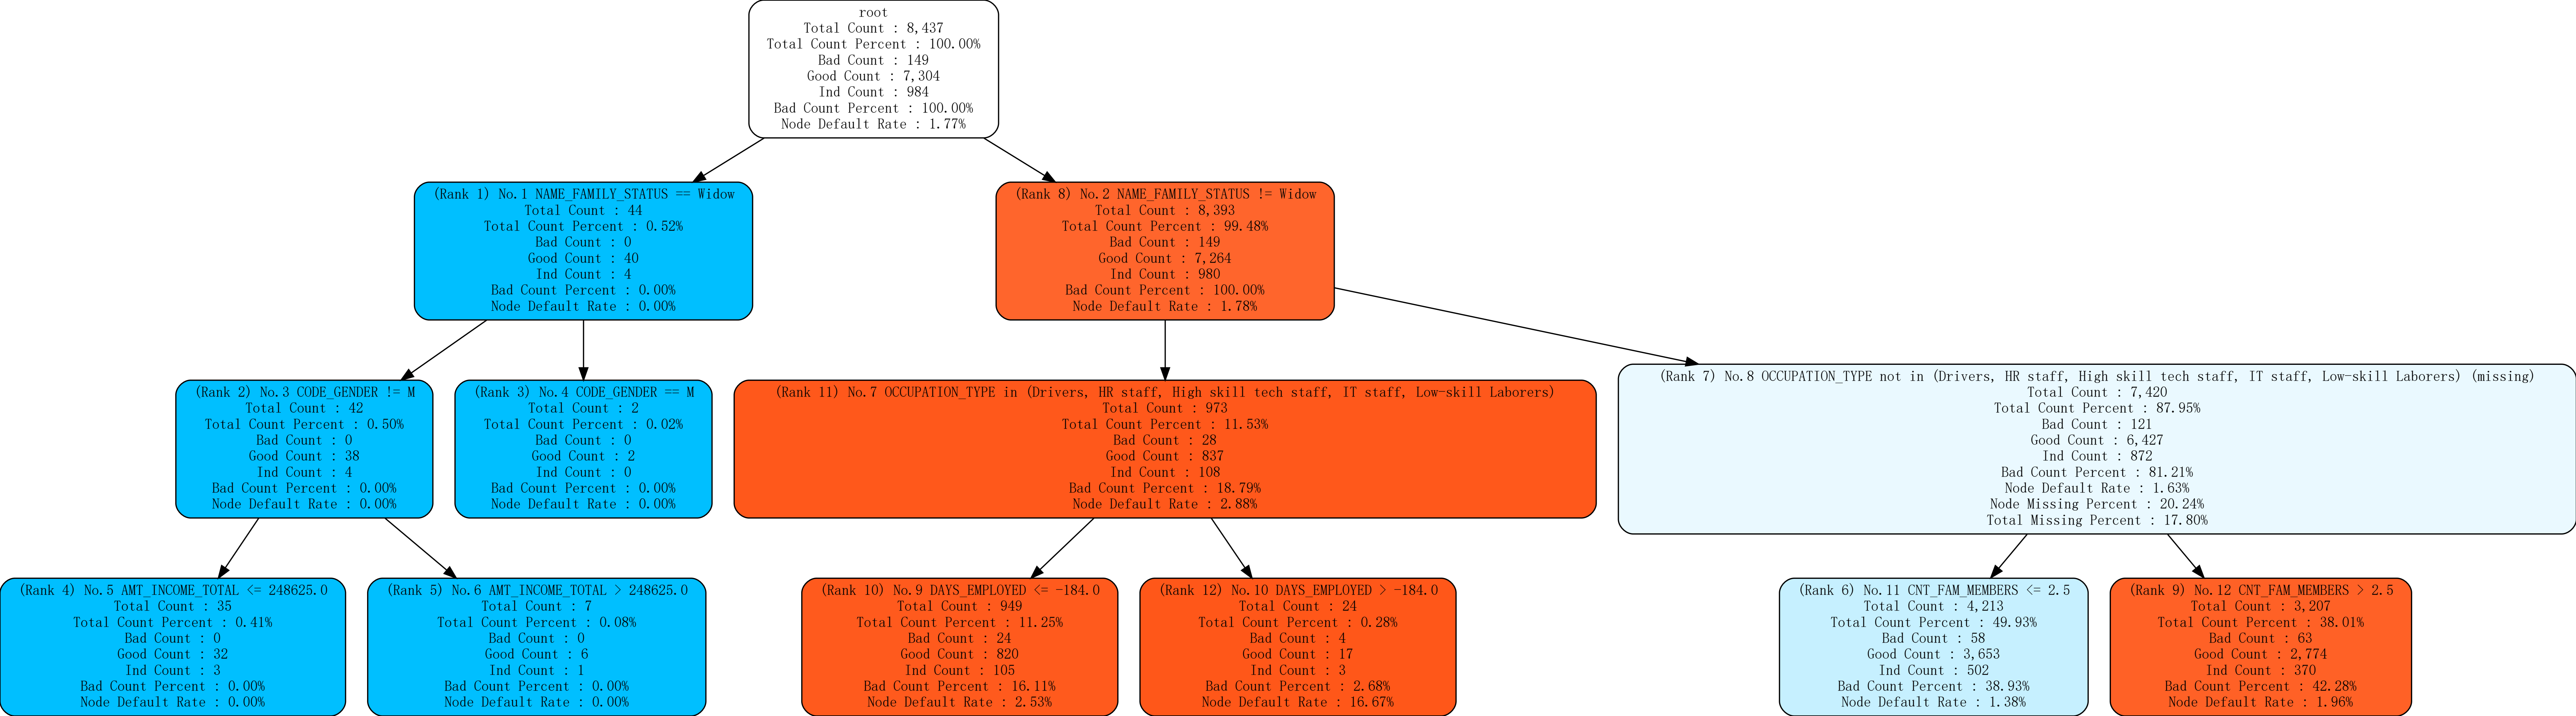 root
Total Count : 8,437
Total Count Percent : 100.00%
Bad Count : 149
Good Count : 7,304
Ind Count : 984
Bad Count Percent : 100.00%
Node Default Rate : 1.77%
(Rank 1) No.1 NAME_FAMILY_STATUS == Widow
Total Count : 44
Total Count Percent : 0.52%
Bad Count : 0
Good Count : 40
Ind Count : 4
Bad Count Percent : 0.00%
Node Default Rate : 0.00%
(Rank 8) No.2 NAME_FAMILY_STATUS != Widow
Total Count : 8,393
Total Count Percent : 99.48%
Bad Count : 149
Good Count : 7,264
Ind Count : 980
Bad Count Percent : 100.00%
Node Default Rate : 1.78%
(Rank 2) No.3 CODE_GENDER != M
Total Count : 42
Total Count Percent : 0.50%
Bad Count : 0
Good Count : 38
Ind Count : 4
Bad Count Percent : 0.00%
Node Default Rate : 0.00%
(Rank 3) No.4 CODE_GENDER == M
Total Count : 2
Total Count Percent : 0.02%
Bad Count : 0
Good Count : 2
Ind Count : 0
Bad Count Percent : 0.00%
Node Default Rate : 0.00%
(Rank 11) No.7 OCCUPATION_TYPE in (Drivers, HR staff, High skill tech staff, IT staff, Low-skill Laborers)
Total Count : 973
Total Count Percent : 11.53%
Bad Count : 28
Good Count : 837
Ind Count : 108
Bad Count Percent : 18.79%
Node Default Rate : 2.88%
(Rank 7) No.8 OCCUPATION_TYPE not in (Drivers, HR staff, High skill tech staff, IT staff, Low-skill Laborers) (missing)
Total Count : 7,420
Total Count Percent : 87.95%
Bad Count : 121
Good Count : 6,427
Ind Count : 872
Bad Count Percent : 81.21%
Node Default Rate : 1.63%
Node Missing Percent : 20.24%
Total Missing Percent : 17.80%
(Rank 4) No.5 AMT_INCOME_TOTAL <= 248625.0
Total Count : 35
Total Count Percent : 0.41%
Bad Count : 0
Good Count : 32
Ind Count : 3
Bad Count Percent : 0.00%
Node Default Rate : 0.00%
(Rank 5) No.6 AMT_INCOME_TOTAL > 248625.0
Total Count : 7
Total Count Percent : 0.08%
Bad Count : 0
Good Count : 6
Ind Count : 1
Bad Count Percent : 0.00%
Node Default Rate : 0.00%
(Rank 10) No.9 DAYS_EMPLOYED <= -184.0
Total Count : 949
Total Count Percent : 11.25%
Bad Count : 24
Good Count : 820
Ind Count : 105
Bad Count Percent : 16.11%
Node Default Rate : 2.53%
(Rank 12) No.10 DAYS_EMPLOYED > -184.0
Total Count : 24
Total Count Percent : 0.28%
Bad Count : 4
Good Count : 17
Ind Count : 3
Bad Count Percent : 2.68%
Node Default Rate : 16.67%
(Rank 6) No.11 CNT_FAM_MEMBERS <= 2.5
Total Count : 4,213
Total Count Percent : 49.93%
Bad Count : 58
Good Count : 3,653
Ind Count : 502
Bad Count Percent : 38.93%
Node Default Rate : 1.38%
(Rank 9) No.12 CNT_FAM_MEMBERS > 2.5
Total Count : 3,207
Total Count Percent : 38.01%
Bad Count : 63
Good Count : 2,774
Ind Count : 370
Bad Count Percent : 42.28%
Node Default Rate : 1.96%